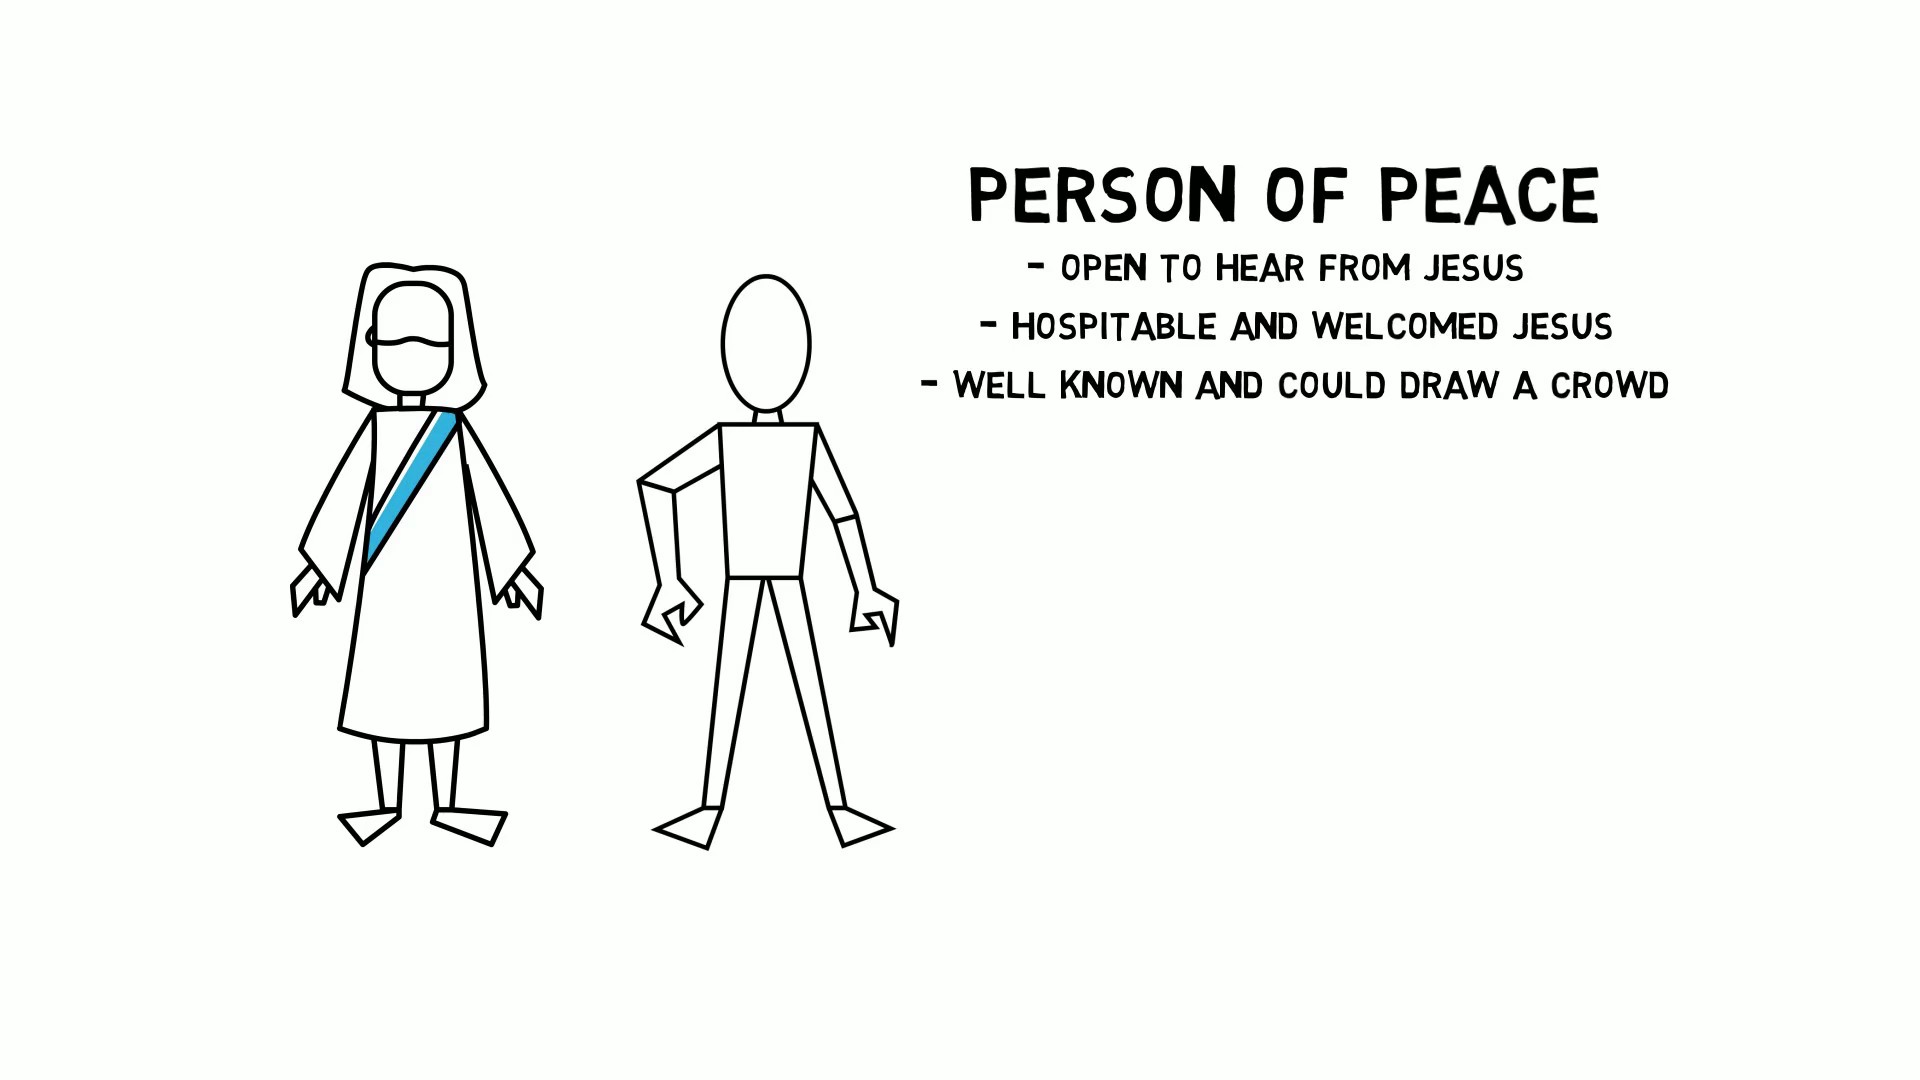 PERSON OF PEACE
- OPEN TO HEAR FROM JESUS
- HOSPITABLE AND WELCOMED JESUS
- WELL KNOWN AND COULD DRAW A CROWD